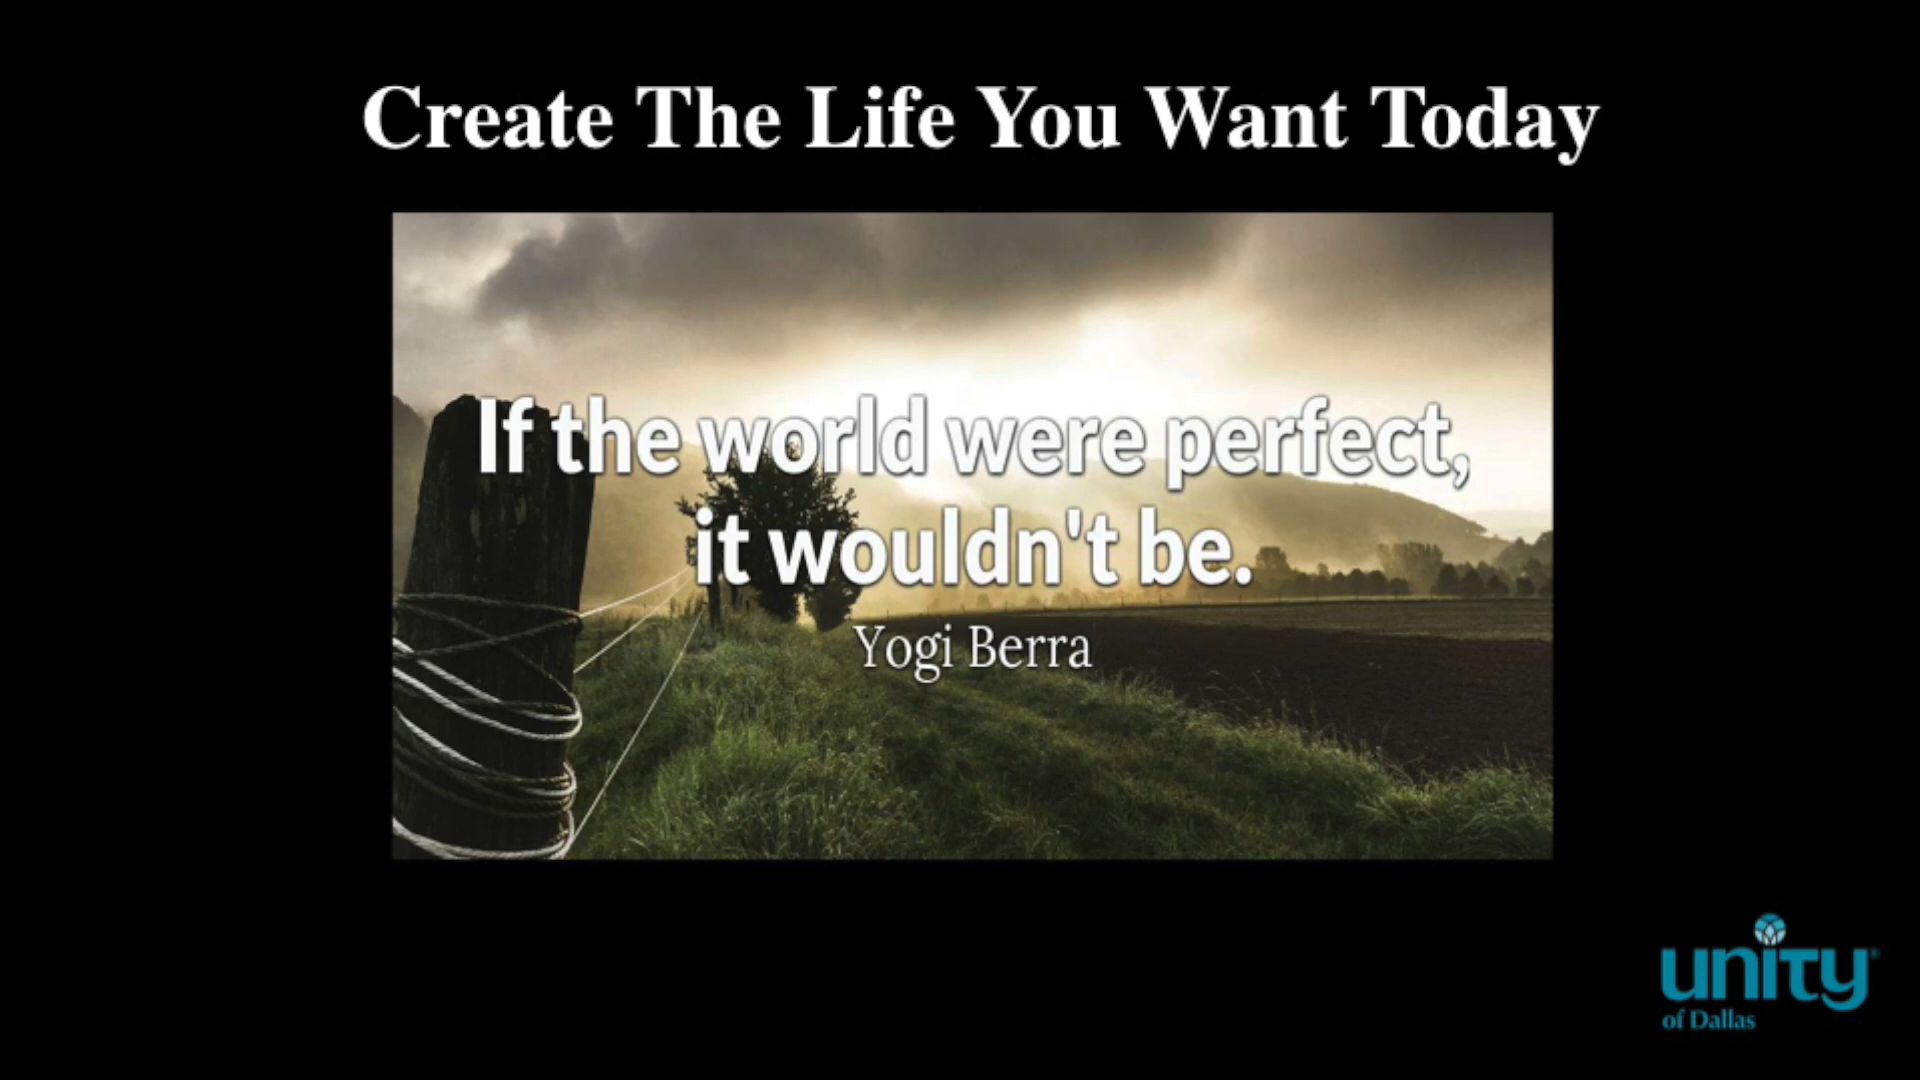 Create The Life You Want Today
If the world were perfect,
it wouldn't be.
Yogi Berra
unity
of Dallas